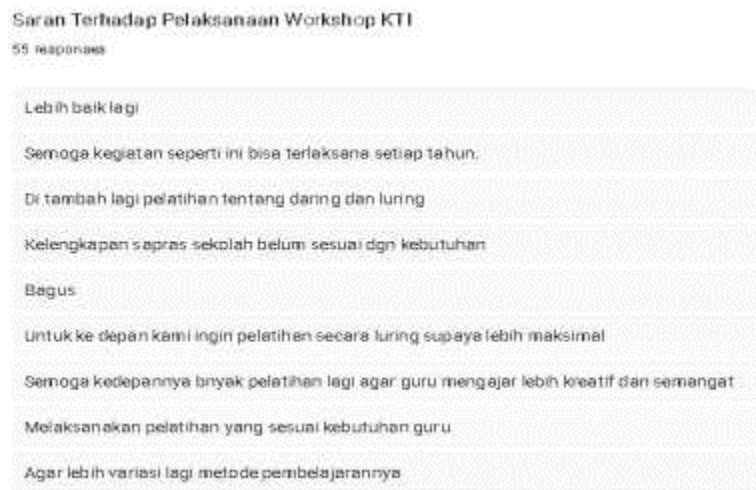 Saran Terhadap Pelaksanaan Workshop KTI
55 responses
Lebih baik lagi
Semoga kegiatan seperti ini bisa terlaksana setiap tahun.
Di tambah lagi pelatihan tentang daring dan luring
Kelengkapan sapras sekolah belum sesuai dgn kebutuhan
Bagus
Untuk ke depan kami ingin pelatihan secara luring supaya lebih maksimal
Semoga kedepannya bnyak pelatihan lagi agar guru mengajar lebih kreatif dan semangat
Melaksanakan pelatihan yang sesuai kebutuhan guru
Agar lebih variasi lagi metode pembelajarannya